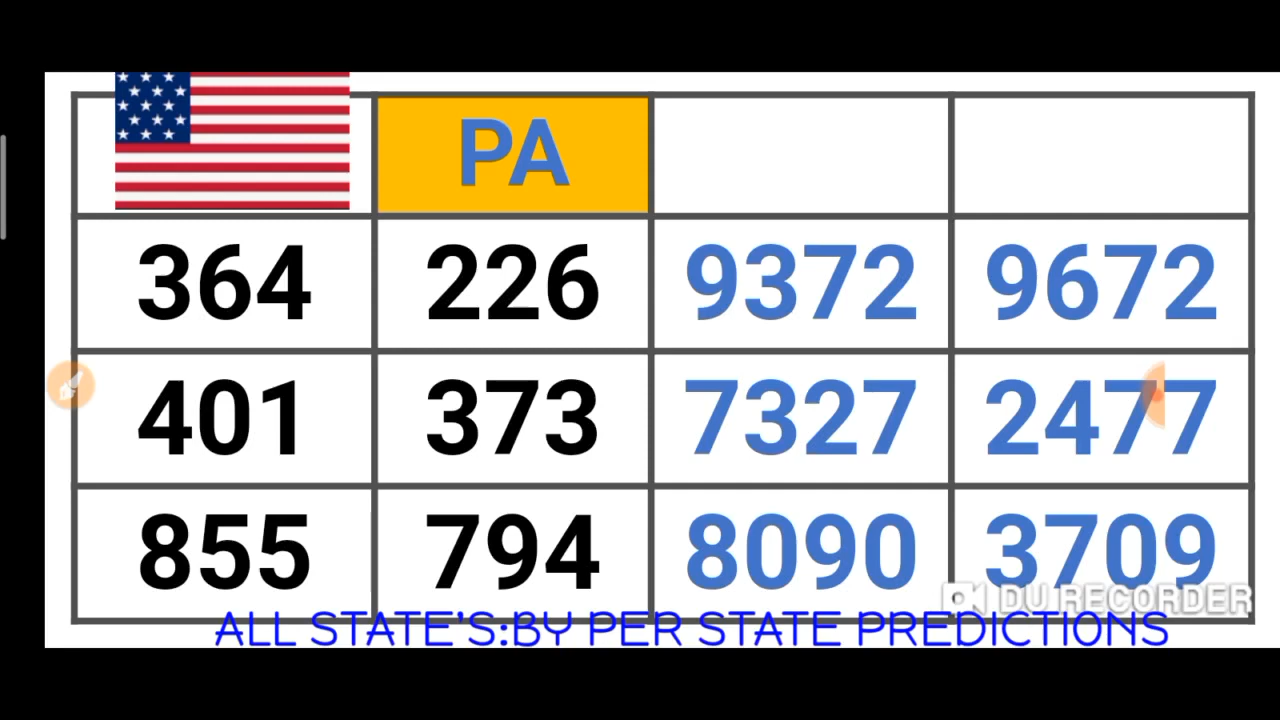 PA
364 226 9372 9672
401 373 7327 2477
855 794 8090 3709
DU RECORDER
ALL STATE'S:BY PER STATE PREDICTIONS